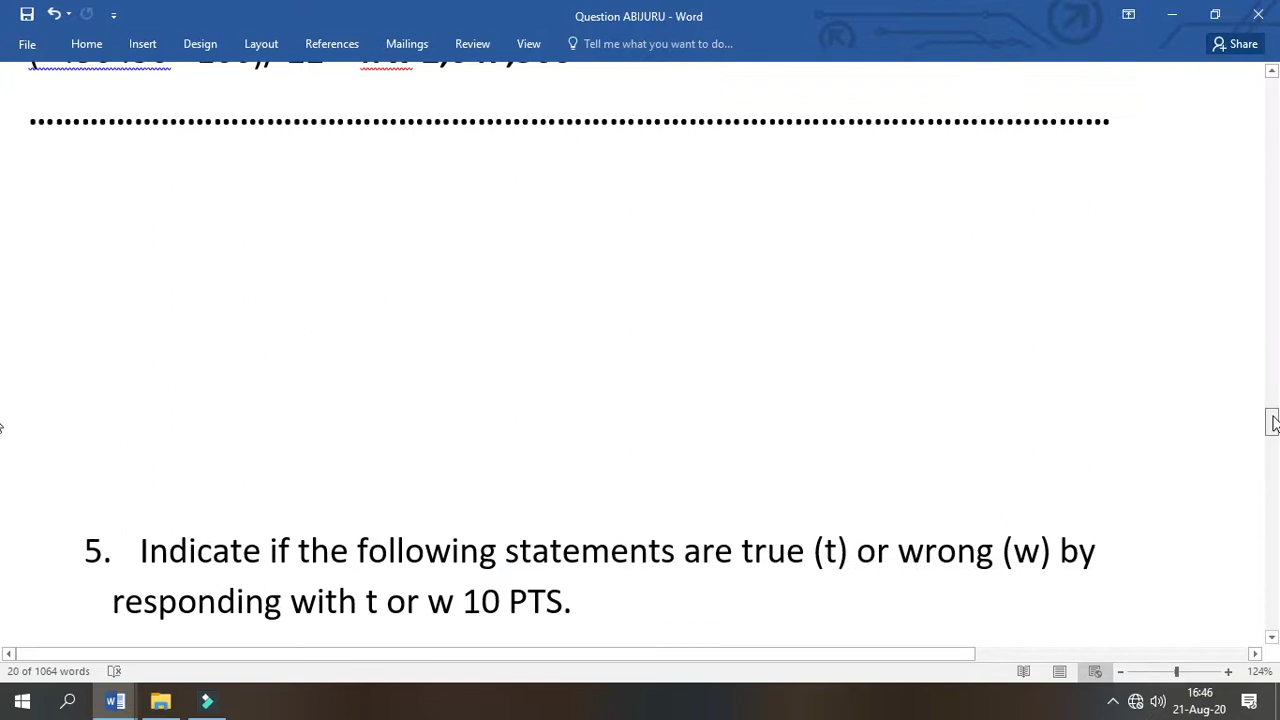 Question ABIJURU - Word
File Home Insert Design Layout References Mailings Review View Tell me what you want to do... Share
........................................................................................................................
5. Indicate if the following statements are true (t) or wrong (w) by
responding with t or w 10 PTS.
20 of 1064 words
124%
16:46
21-Aug-20